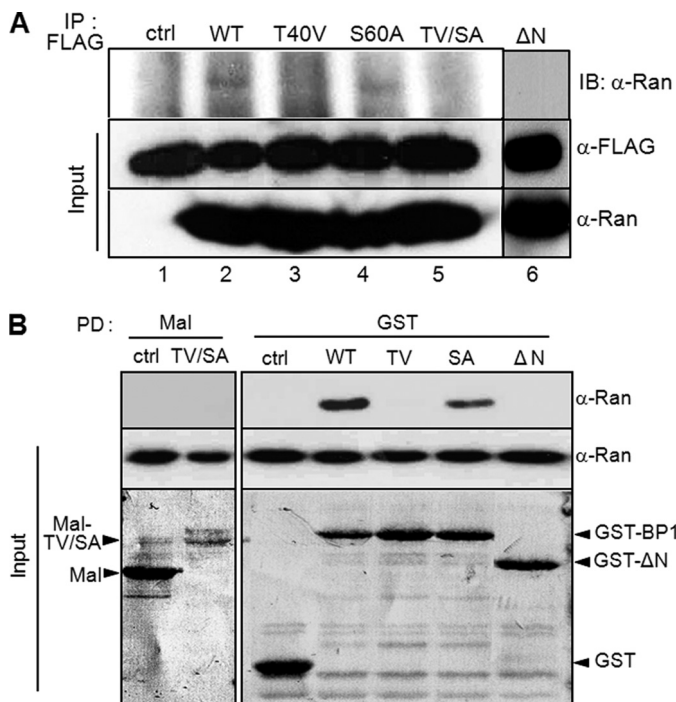 A
IP :
FLAG
ctrl WT T40V S60A TV/SA ΔN
IB: α-Ran
Input
α-FLAG
α-Ran
1 2 3 4 5 6
B
PD : Mal GST
ctrl TV/SA ctrl WT TV SA ΔN
α-Ran
Input
α-Ran
Mal-
TV/SA
Mal
GST-BP1
GST-ΔN
GST